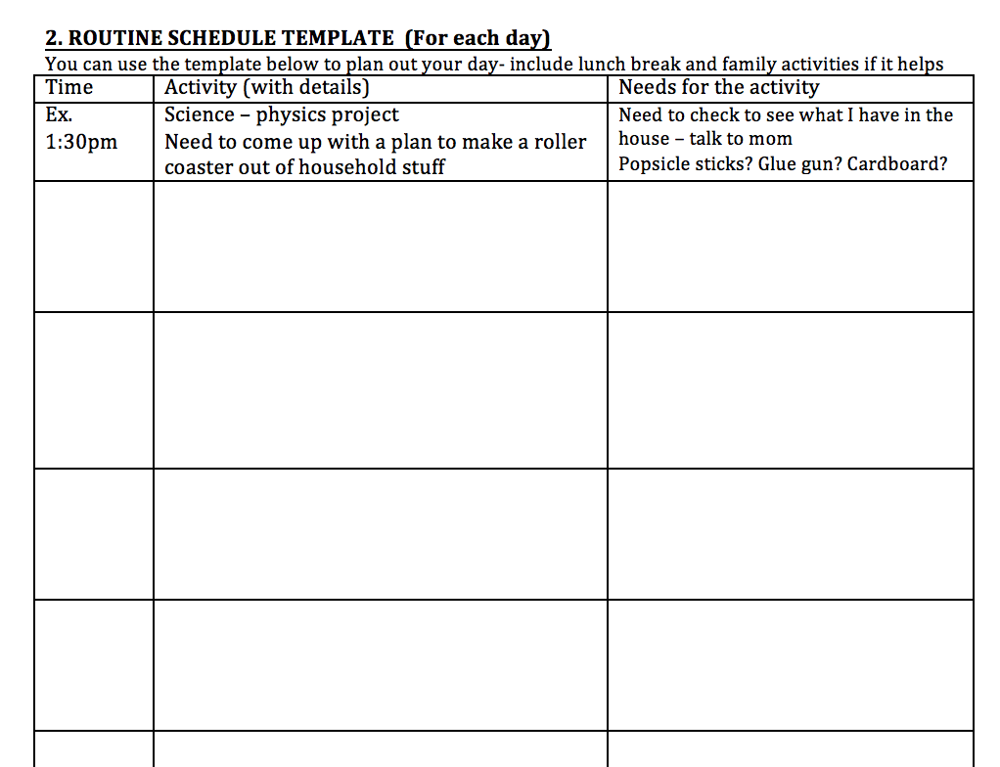 2. ROUTINE SCHEDULE TEMPLATE (For each day)
You can use the template below to plan out your day- include lunch break and family activities if it helps
Time
Activity (with details)
Needs for the activity
Ex.
1:30pm
Science – physics project
Need to come up with a plan to make a roller
coaster out of household stuff
Need to check to see what I have in the
house – talk to mom
Popsicle sticks? Glue gun? Cardboard?